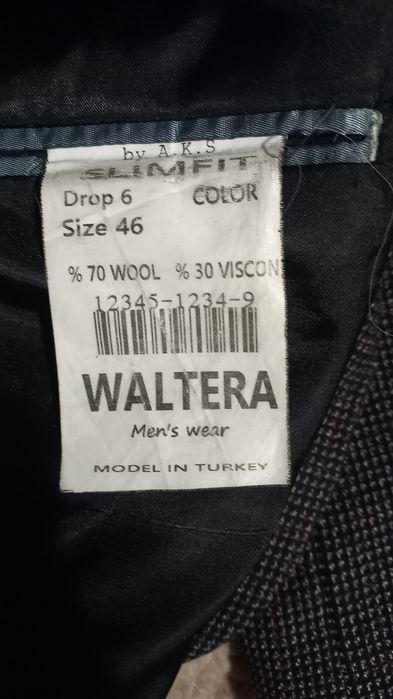 by A.K.S
SLIMFIT
Drop 6 COLOR
Size 46
% 70 WOOL % 30 VISCON
12345-1234-9
WALTERA
Men's wear
MODEL IN TURKEY